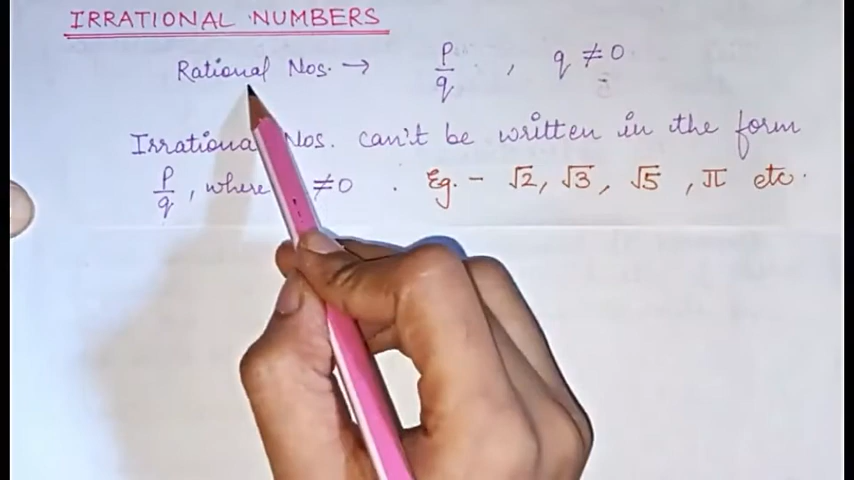 IRRATIONAL NUMBERS
Rational Nos. → p/q , q ≠ 0
Irrational Nos. can't be written in the form
p/q , where ≠0 . Eg. - √2, √3, √5 , π etc.